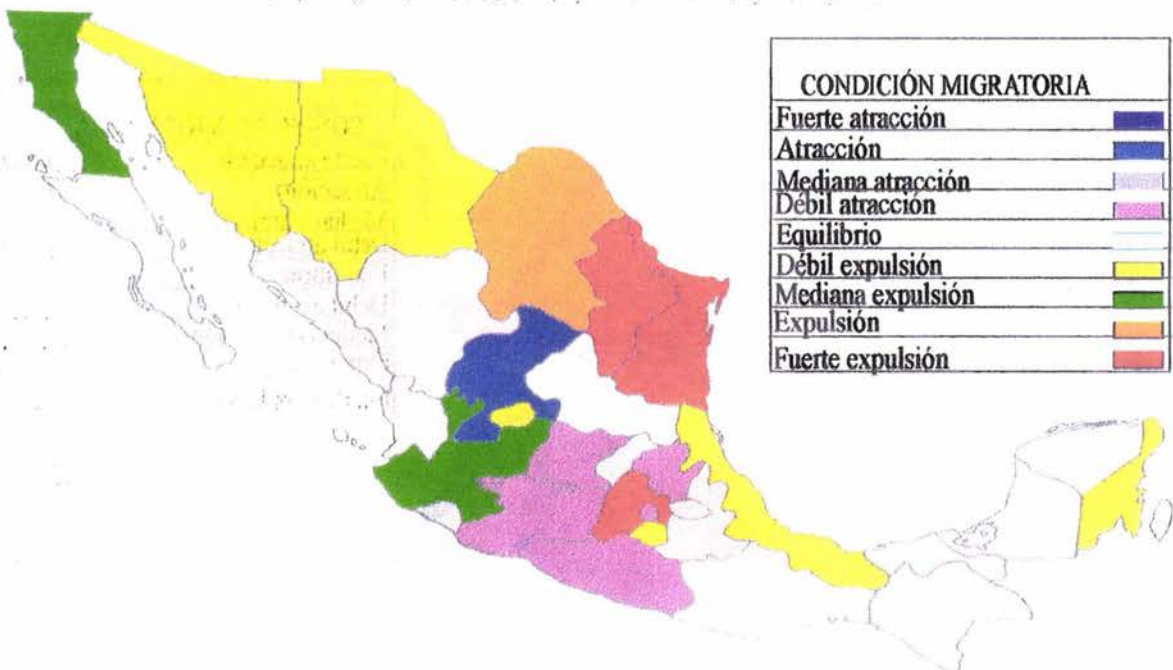 CONDICIÓN MIGRATORIA
Fuerte atracción
Atracción
Mediana atracción
Débil atracción
Equilibrio
Débil expulsión
Mediana expulsión
Expulsión
Fuerte expulsión